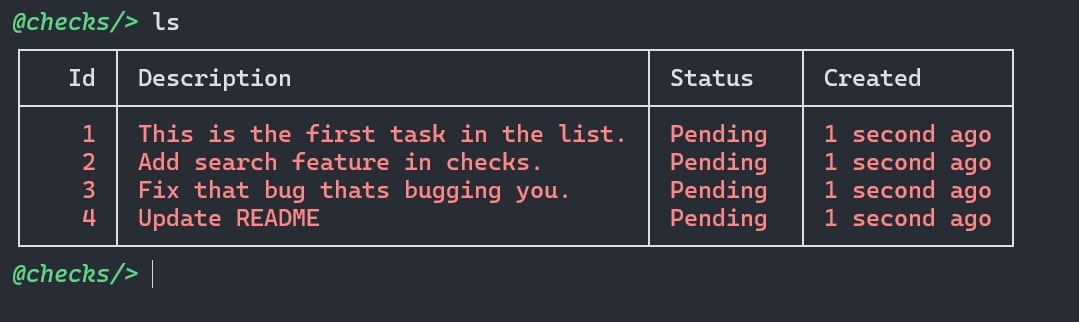 @checks/> ls
Id Description Status Created
1 This is the first task in the list. Pending 1 second ago
2 Add search feature in checks. Pending 1 second ago
3 Fix that bug thats bugging you. Pending 1 second ago
4 Update README Pending 1 second ago
@checks/>